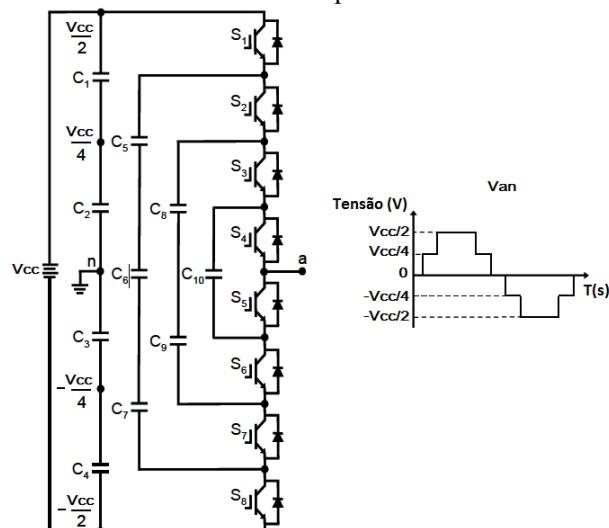 Vcc
2
C1
Vcc
4
C2
n
Vcc
C3
- Vcc
4
C4
- Vcc
2
C5
C6
C7
C8
C9
C10
S1
S2
S3
S4
a
S5
S6
S7
S8
Van
Tensão (V)
Vcc/2
Vcc/4
0
-Vcc/4
-Vcc/2
T(s)